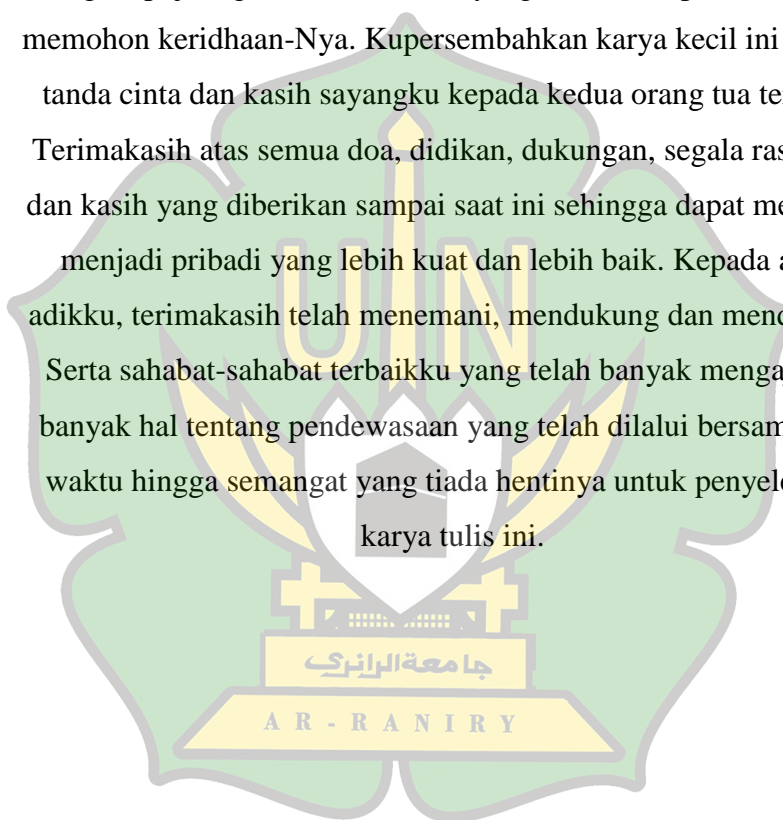 memohon keridhaan-Nya. Kupersembahkan karya kecil ini
tanda cinta dan kasih sayangku kepada kedua orang tua
Terimakasih atas semua doa, didikan, dukungan, segala
dan kasih yang diberikan sampai saat ini sehingga dapat
menjadi pribadi yang lebih kuat dan lebih baik. Kepada
adikku, terimakasih telah menemani, mendukung dan
Serta sahabat-sahabat terbaikku yang telah banyak
banyak hal tentang pendewasaan yang telah dilalui
waktu hingga semangat yang tiada hentinya untuk
karya tulis ini.
UIN
جامعة الرانري
AR-RANIRY